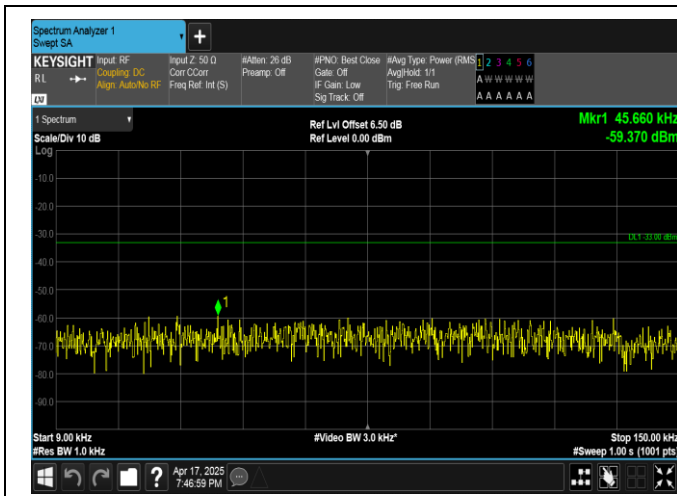 Spectrum Analyzer 1
Swept SA
+
KEYSIGHT Input: RF Input Z: 50 Ω #Atten: 26 dB #PNO: Best Close #Avg Type: Power (RMS 1 2 3 4 5 6
RL Coupling: DC Corr CCorr Preamp: Off Gate: Off Avg|Hold: 1/1 A W W W W W
Align: Auto/No RF Freq Ref: Int (S) IF Gain: Low Trig: Free Run
LXI Sig Track: Off A A A A A A
1 Spectrum Ref Lvl Offset 6.50 dB Mkr1 45.660 kHz
Scale/Div 10 dB Ref Level 0.00 dBm -59.370 dBm
Log
-10.0
-20.0
-30.0
DL1 -33.00 dBm
-40.0
-50.0
1
-60.0
-70.0
-80.0
-90.0
Start 9.00 kHz #Video BW 3.0 kHz* Stop 150.00 kHz
#Res BW 1.0 kHz #Sweep 1.00 s (1001 pts)
? Apr 17, 2025
7:46:59 PM